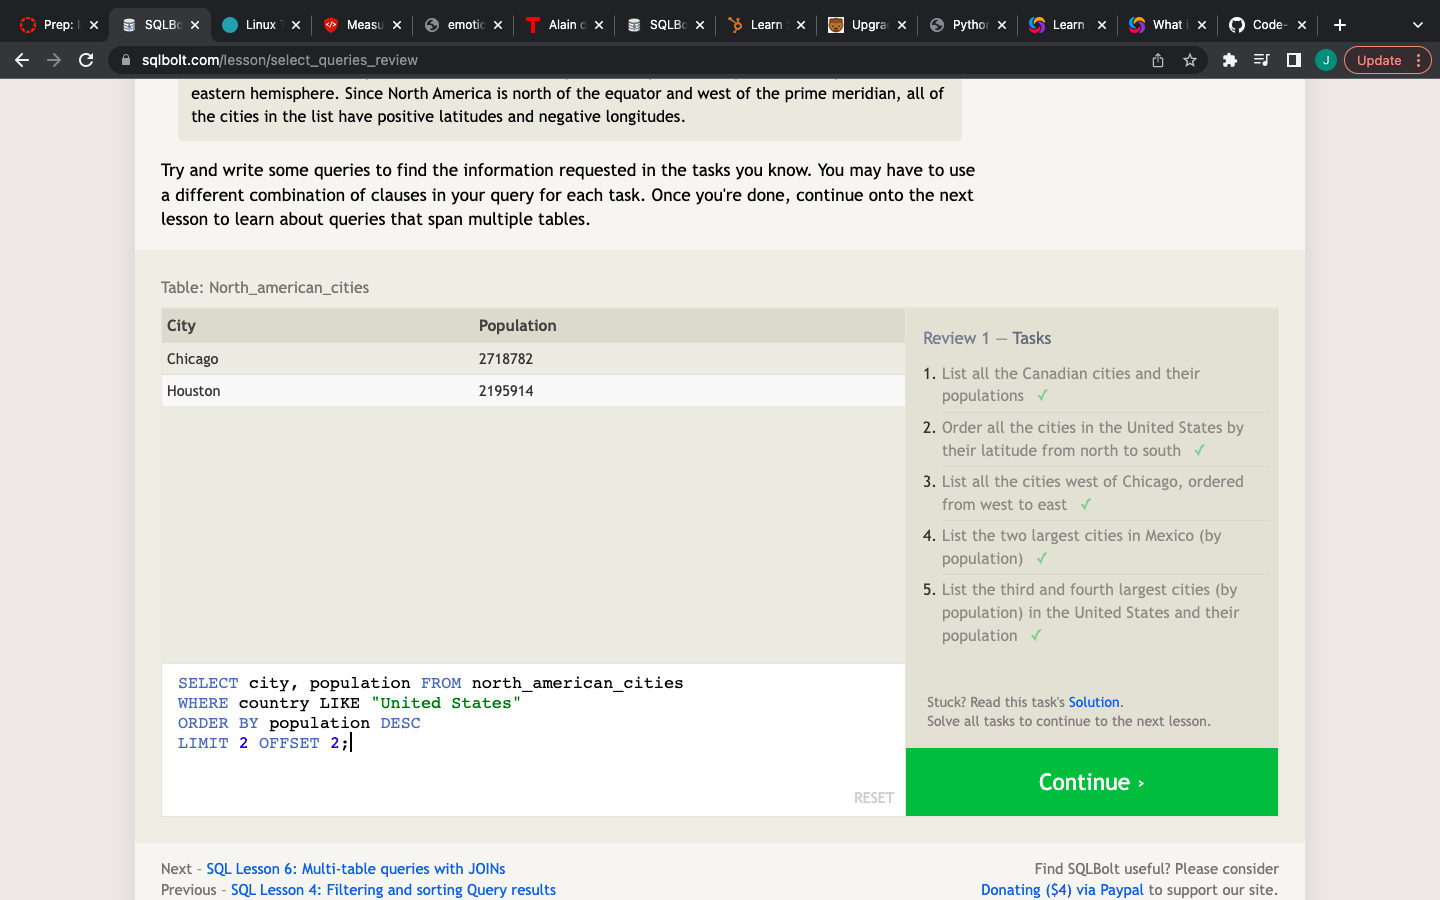 Prep:
SQLBo
Linux
Measu
emotic
Alain d
SQLBo
Learn
Upgra
Pythor
Learn
What i
Code-
sqlbolt.com/lesson/select_queries_review
J
Update
eastern hemisphere. Since North America is north of the equator and west of the prime meridian, all of
the cities in the list have positive latitudes and negative longitudes.
Try and write some queries to find the information requested in the tasks you know. You may have to use
a different combination of clauses in your query for each task. Once you're done, continue onto the next
lesson to learn about queries that span multiple tables.
Table: North_american_cities
City Population
Chicago 2718782
Houston 2195914
SELECT city, population FROM north_american_cities
WHERE country LIKE "United States"
ORDER BY population DESC
LIMIT 2 OFFSET 2;
RESET
Review 1 — Tasks
1. List all the Canadian cities and their
populations ✓
2. Order all the cities in the United States by
their latitude from north to south ✓
3. List all the cities west of Chicago, ordered
from west to east ✓
4. List the two largest cities in Mexico (by
population) ✓
5. List the third and fourth largest cities (by
population) in the United States and their
population ✓
Stuck? Read this task's Solution.
Solve all tasks to continue to the next lesson.
Continue ›
Next – SQL Lesson 6: Multi-table queries with JOINs
Previous – SQL Lesson 4: Filtering and sorting Query results
Find SQLBolt useful? Please consider
Donating ($4) via Paypal to support our site.